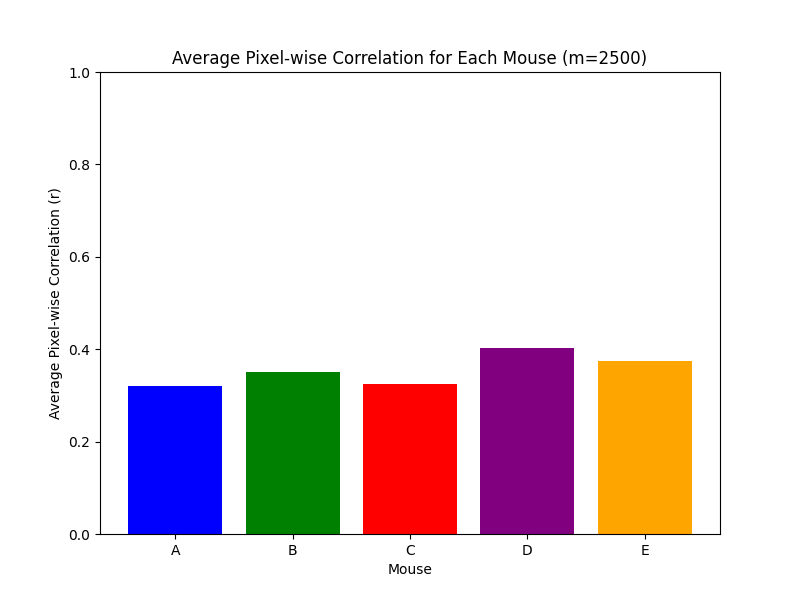 Average Pixel-wise Correlation for Each Mouse (m=2500)
1.0
0.8
0.6
0.4
0.2
0.0
Average Pixel-wise Correlation (r)
A B C D E
Mouse